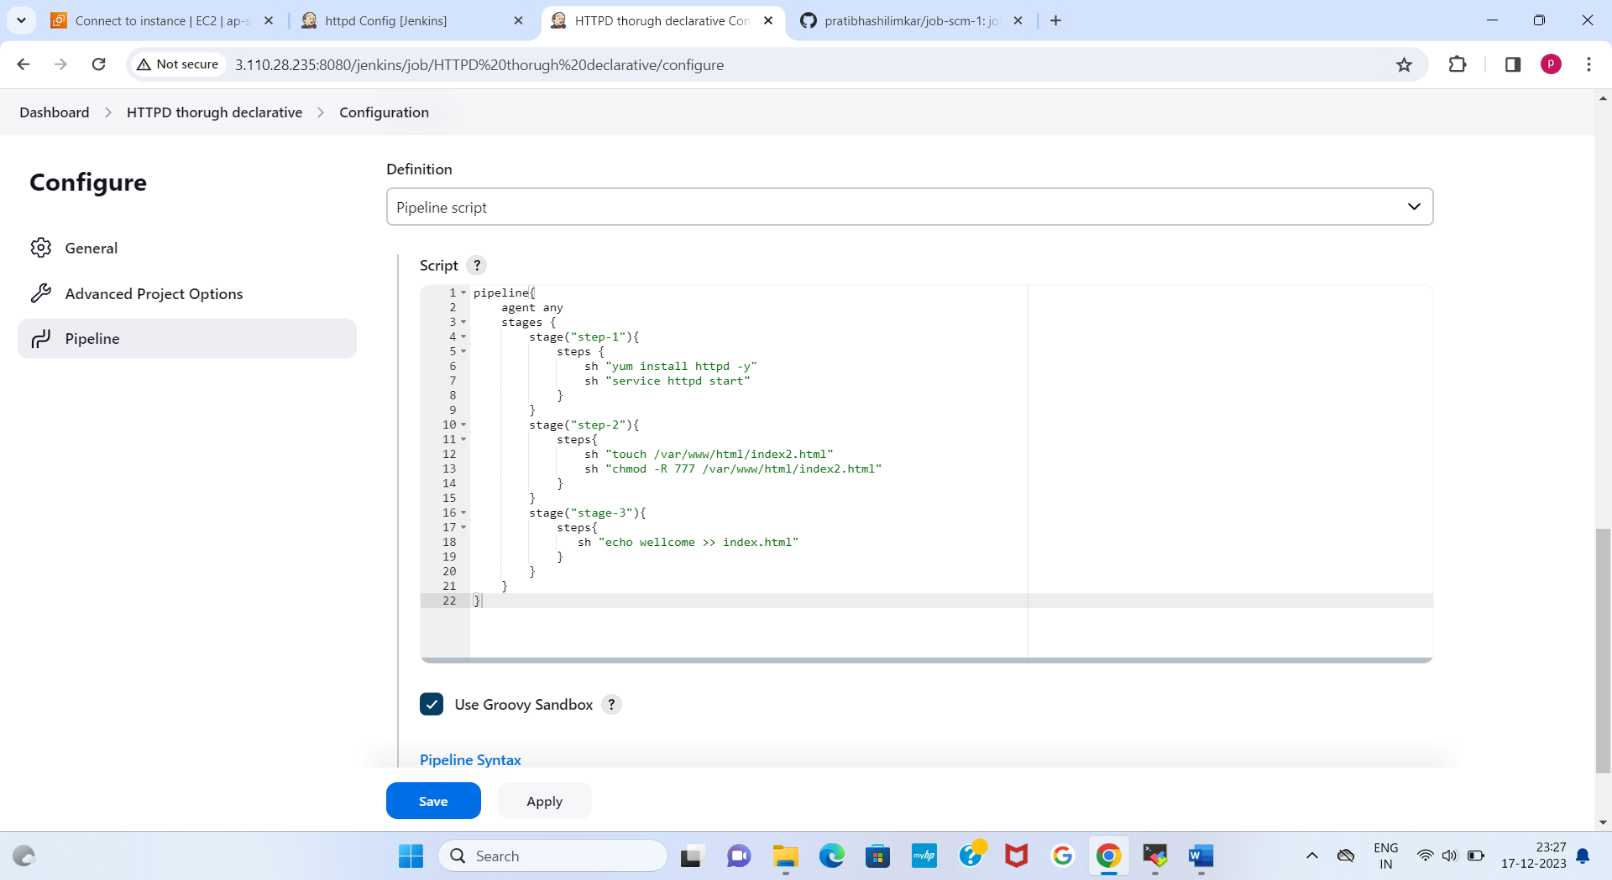 Connect to instance | EC2 | ap-s
httpd Config [Jenkins]
HTTPD thorugh declarative Con
pratibhashilimkar/job-scm-1: jo
Not secure
3.110.28.235:8080/jenkins/job/HTTPD%20thorugh%20declarative/configure
P
Dashboard
HTTPD thorugh declarative
Configuration
Configure
General
Advanced Project Options
Pipeline
Definition
Pipeline script
Script ?
1 pipeline{
2 agent any
3 stages {
4 stage("step-1"){
5 steps {
6 sh "yum install httpd -y"
7 sh "service httpd start"
8 }
9 }
10 stage("step-2"){
11 steps{
12 sh "touch /var/www/html/index2.html"
13 sh "chmod -R 777 /var/www/html/index2.html"
14 }
15 }
16 stage("stage-3"){
17 steps{
18 sh "echo wellcome >> index.html"
19 }
20 }
21 }
22 }
Use Groovy Sandbox ?
Pipeline Syntax
Save
Apply
Search
myhp
ENG
IN
23:27
17-12-2023